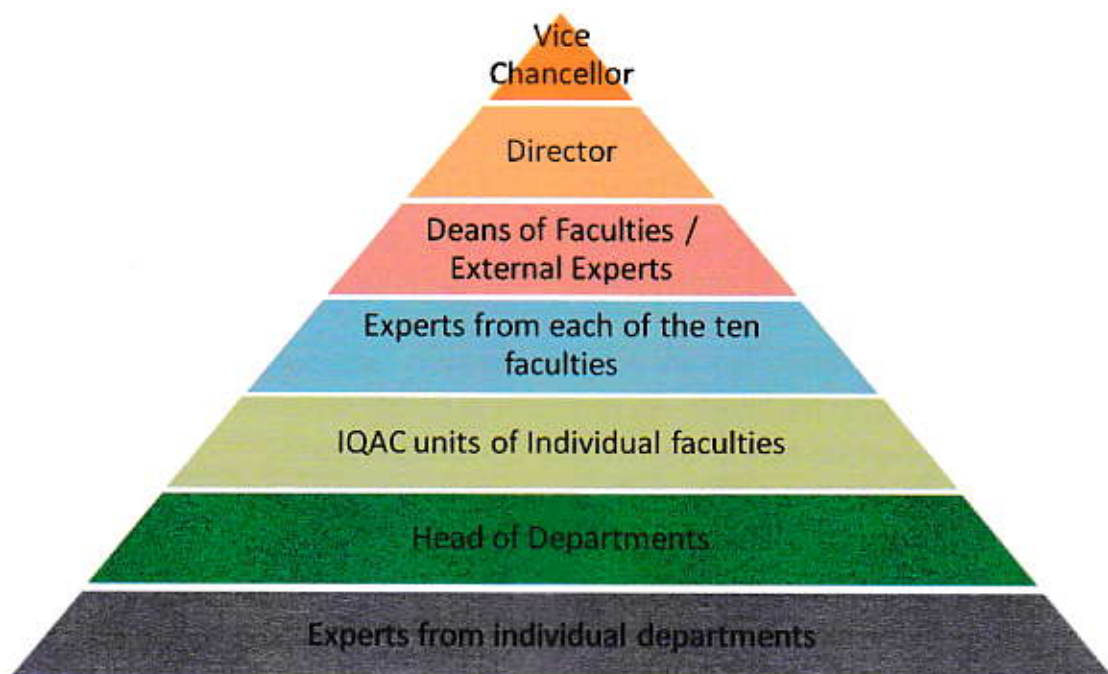 Vice
Chancellor
Director
Deans of Faculties /
External Experts
Experts from each of the ten
faculties
IQAC units of Individual faculties
Head of Departments
Experts from individual departments